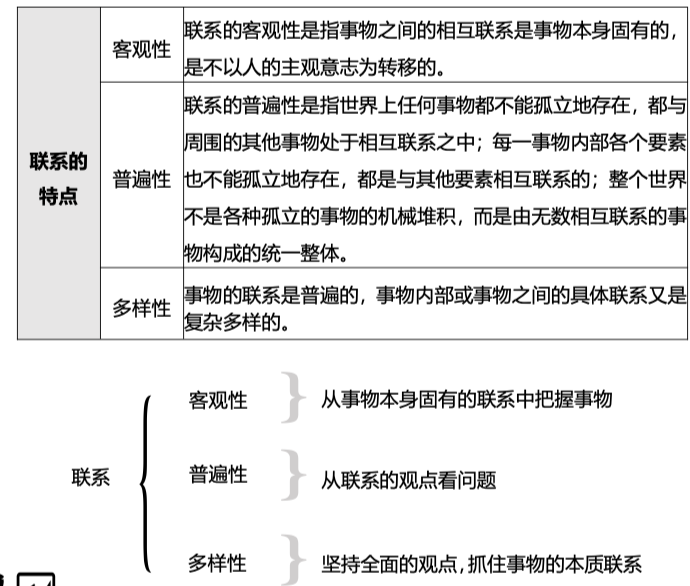 联系的
特点
客观性
联系的客观性是指事物之间的相互联系是事物本身固有的，
是不以人的主观意志为转移的。
普遍性
联系的普遍性是指世界上任何事物都不能孤立地存在，都与
周围的其他事物处于相互联系之中；每一事物内部各个要素
也不能孤立地存在，都是与其他要素相互联系的；整个世界
不是各种孤立的事物的机械堆积，而是由无数相互联系的事
物构成的统一整体。
多样性
事物的联系是普遍的，事物内部或事物之间的具体联系又是
复杂多样的。
联系
客观性
从事物本身固有的联系中把握事物
普遍性
从联系的观点看问题
多样性
坚持全面的观点,抓住事物的本质联系